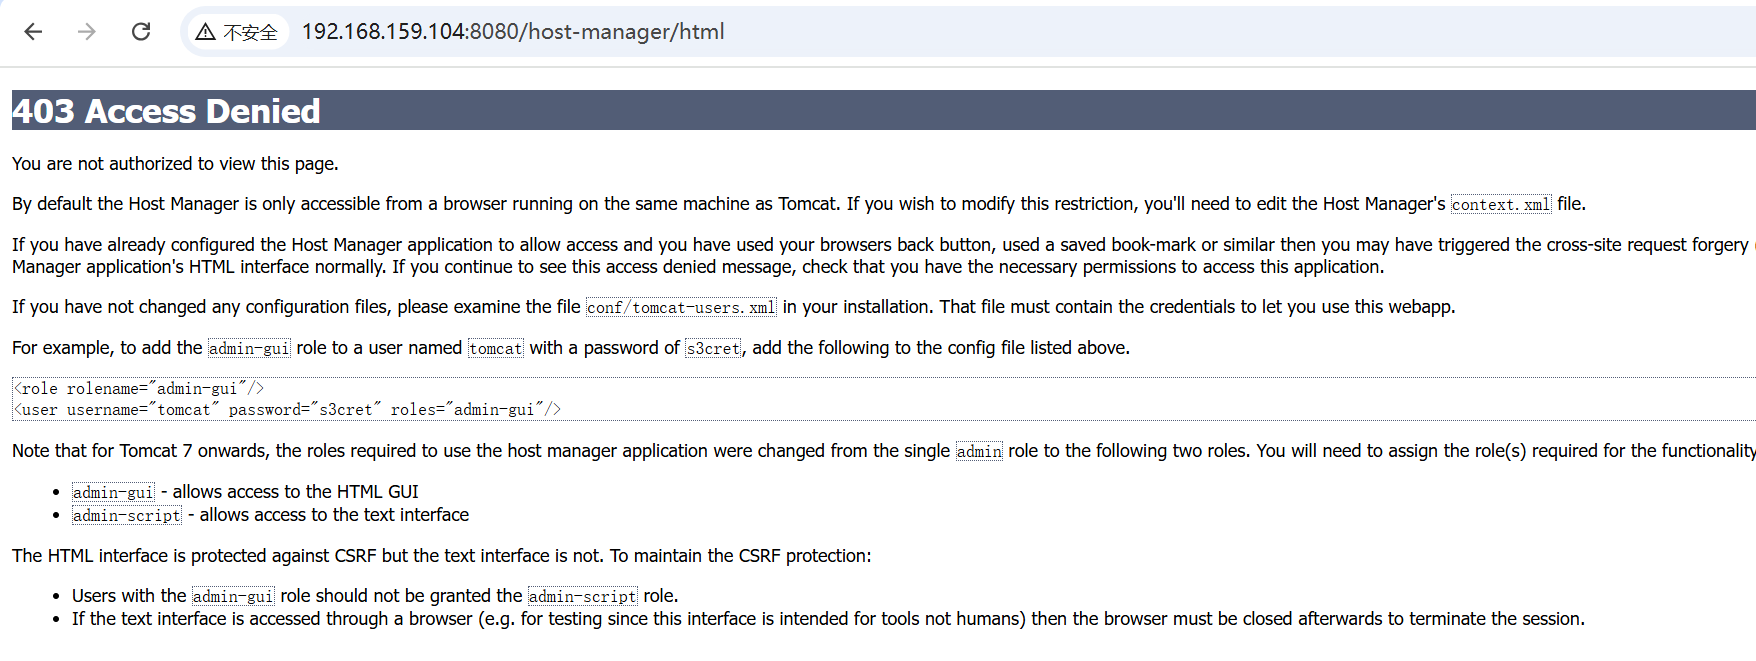 不安全 192.168.159.104:8080/host-manager/html
403 Access Denied
You are not authorized to view this page.
By default the Host Manager is only accessible from a browser running on the same machine as Tomcat. If you wish to modify this restriction, you'll need to edit the Host Manager's context.xml file.
If you have already configured the Host Manager application to allow access and you have used your browsers back button, used a saved book-mark or similar then you may have triggered the cross-site request forgery (
Manager application's HTML interface normally. If you continue to see this access denied message, check that you have the necessary permissions to access this application.
If you have not changed any configuration files, please examine the file conf/tomcat-users.xml in your installation. That file must contain the credentials to let you use this webapp.
For example, to add the admin-gui role to a user named tomcat with a password of s3cret, add the following to the config file listed above.
<role rolename="admin-gui"/>
<user username="tomcat" password="s3cret" roles="admin-gui"/>
Note that for Tomcat 7 onwards, the roles required to use the host manager application were changed from the single admin role to the following two roles. You will need to assign the role(s) required for the functionality
• admin-gui - allows access to the HTML GUI
• admin-script - allows access to the text interface
The HTML interface is protected against CSRF but the text interface is not. To maintain the CSRF protection:
• Users with the admin-gui role should not be granted the admin-script role.
• If the text interface is accessed through a browser (e.g. for testing since this interface is intended for tools not humans) then the browser must be closed afterwards to terminate the session.